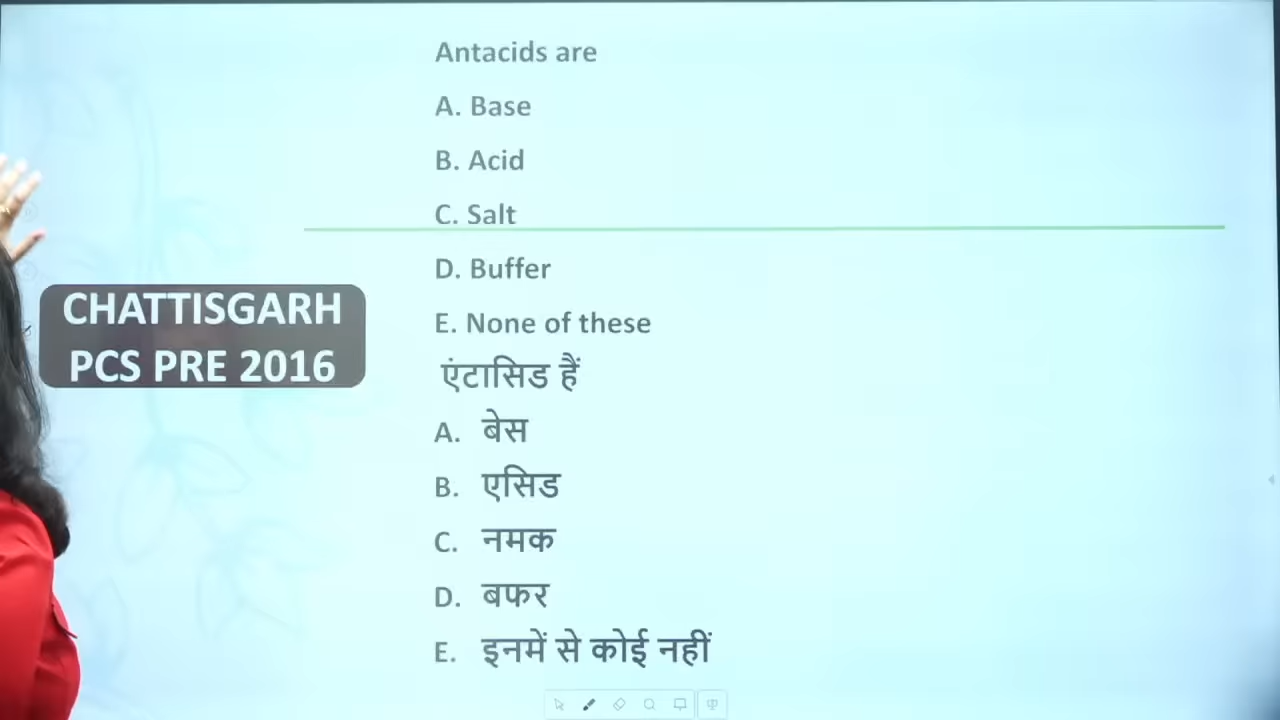 Antacids are
A. Base
B. Acid
C. Salt
D. Buffer
E. None of these
CHATTISGARH
PCS PRE 2016
एंटासिड हैं
A. बेस
B. एसिड
C. नमक
D. बफर
E. इनमें से कोई नहीं